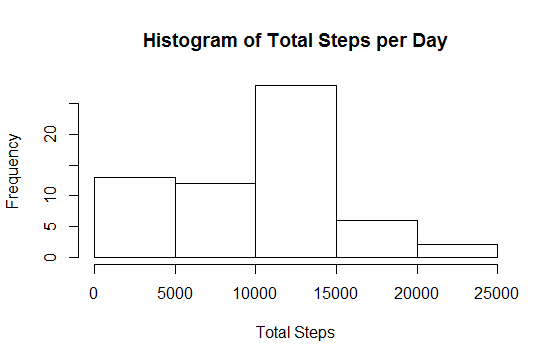 Histogram of Total Steps per Day
Frequency
20
10
5
0
0 5000 10000 15000 20000 25000
Total Steps